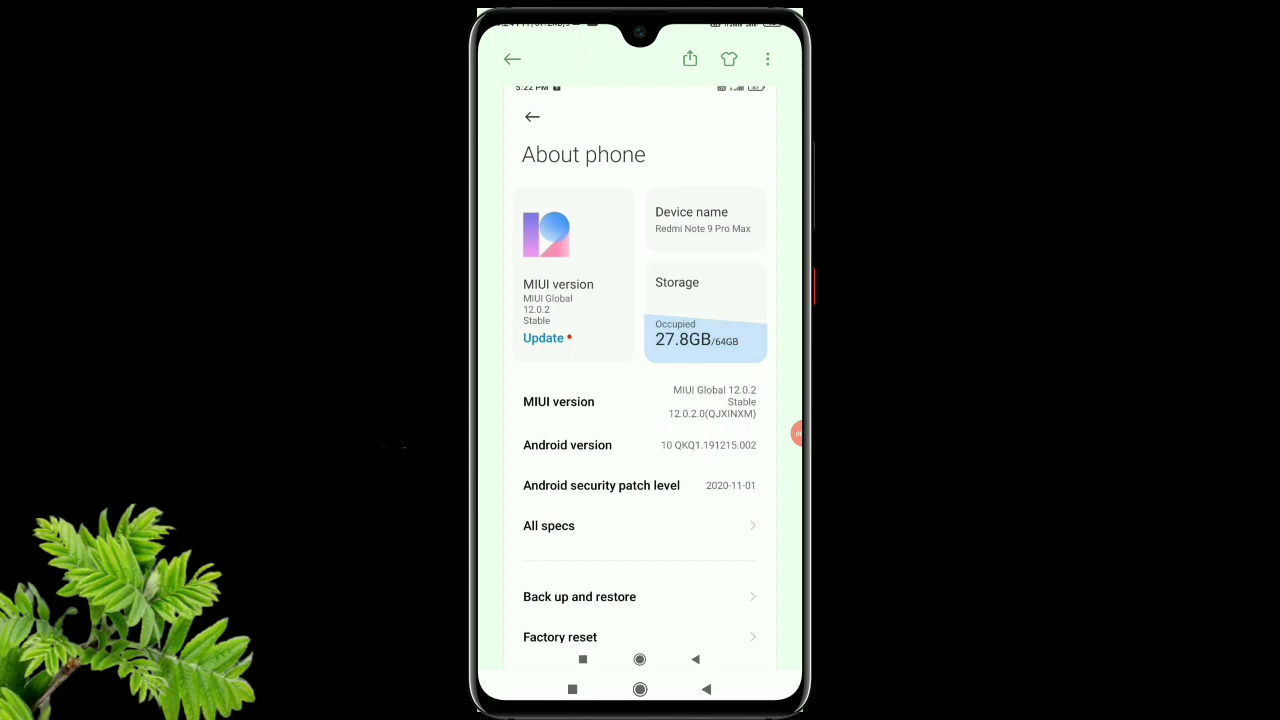 5:22 PM
About phone
MIUI version
MIUI Global
12.0.2
Stable
Update
Device name
Redmi Note 9 Pro Max
Storage
Occupied
27.8GB/64GB
MIUI version
MIUI Global 12.0.2
Stable
12.0.2.0(QJXINXM)
Android version
10 QKQ1.191215.002
Android security patch level
2020-11-01
All specs
Back up and restore
Factory reset